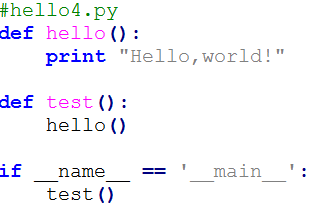 #hello4.py
def hello():
    print "Hello,world!"

def test():
    hello()

if __name__ == '__main__':
    test()